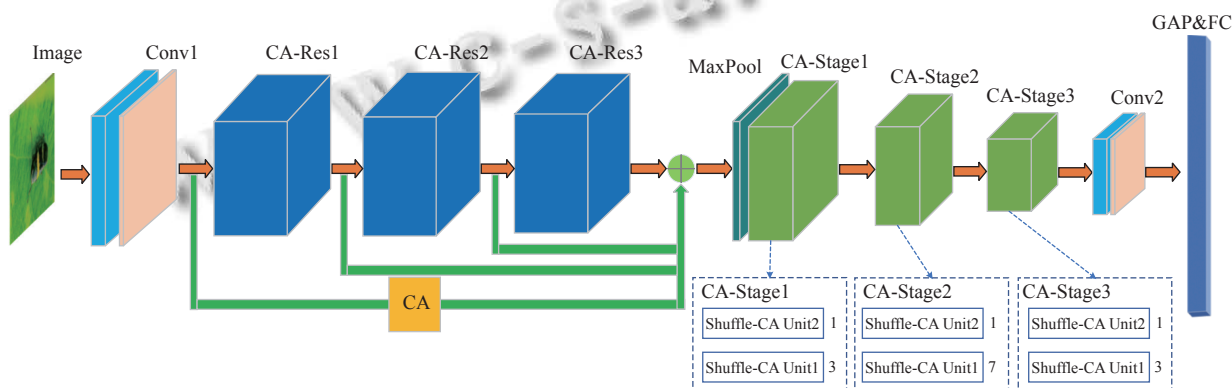 Image
Conv1
CA-Res1
CA-Res2
CA-Res3
MaxPool
CA-Stage1
CA-Stage2
CA-Stage3
Conv2
GAP&FC
CA
CA-Stage1
Shuffle-CA Unit2 1
Shuffle-CA Unit1 3
CA-Stage2
Shuffle-CA Unit2 1
Shuffle-CA Unit1 7
CA-Stage3
Shuffle-CA Unit2 1
Shuffle-CA Unit1 3